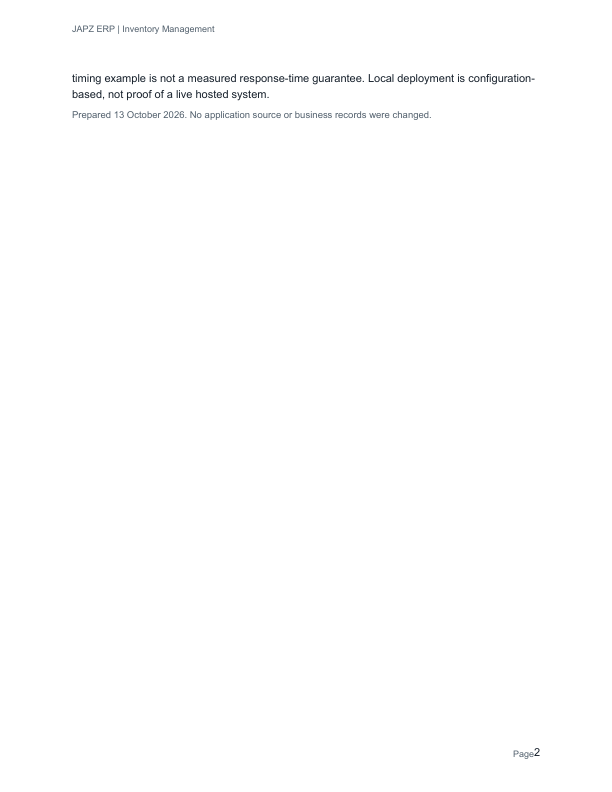 JAPZ ERP | Inventory Management
timing example is not a measured response-time guarantee. Local deployment is configuration-
based, not proof of a live hosted system.
Prepared 13 October 2026. No application source or business records were changed.
Page2